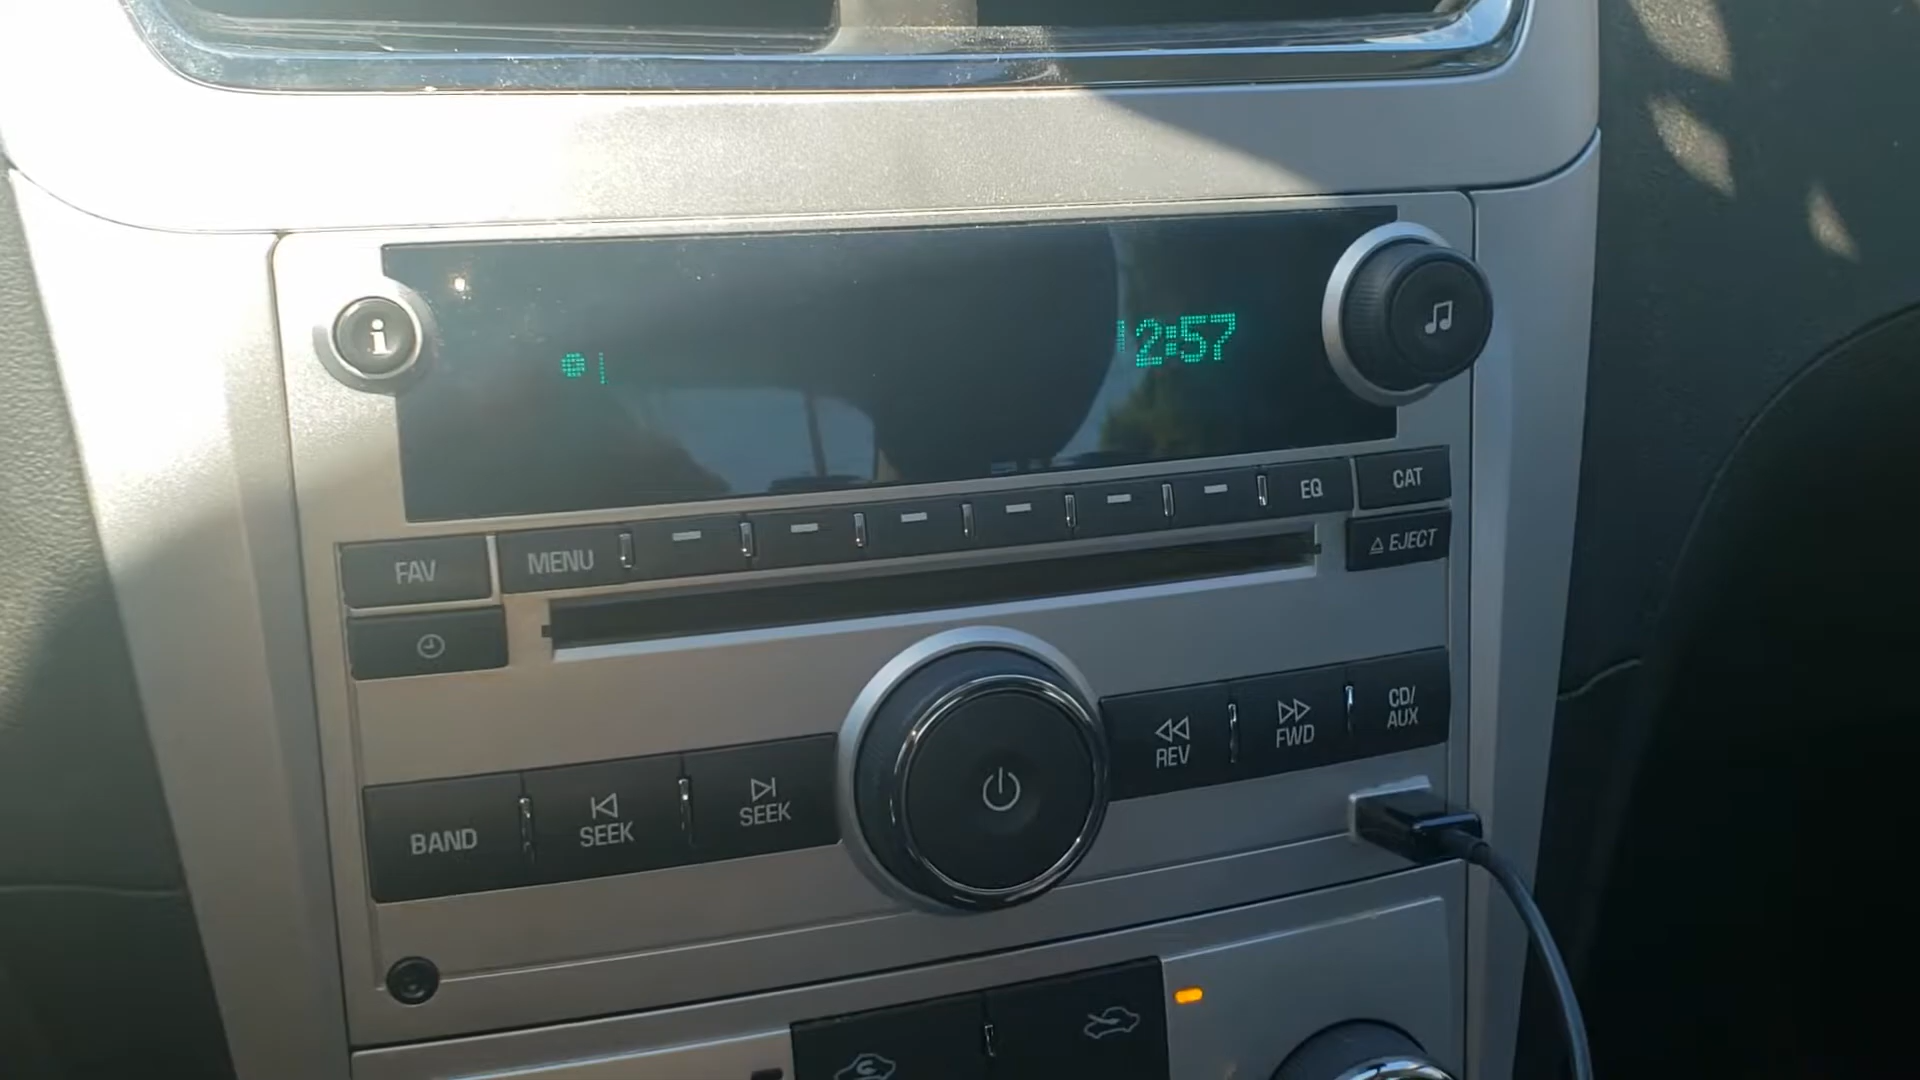 i
12:57
EQ
CAT
FAV
MENU
EJECT
BAND
SEEK
SEEK
REV
FWD
CD/
AUX